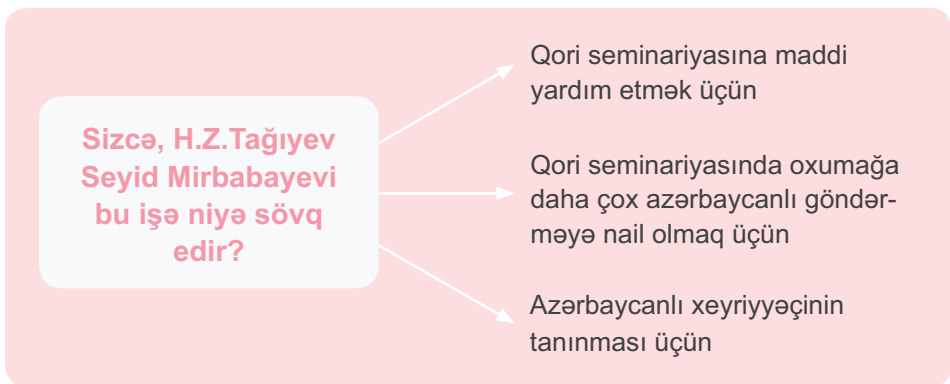 Sizcə, H.Z.Tağıyev
Seyid Mirbabayevi
bu işə niyə sövq
edir?
Qori seminariyasına maddi
yardım etmək üçün
Qori seminariyasında oxumağa
daha çox azərbaycanlı göndər-
məyə nail olmaq üçün
Azərbaycanlı xeyriyyəçinin
tanınması üçün